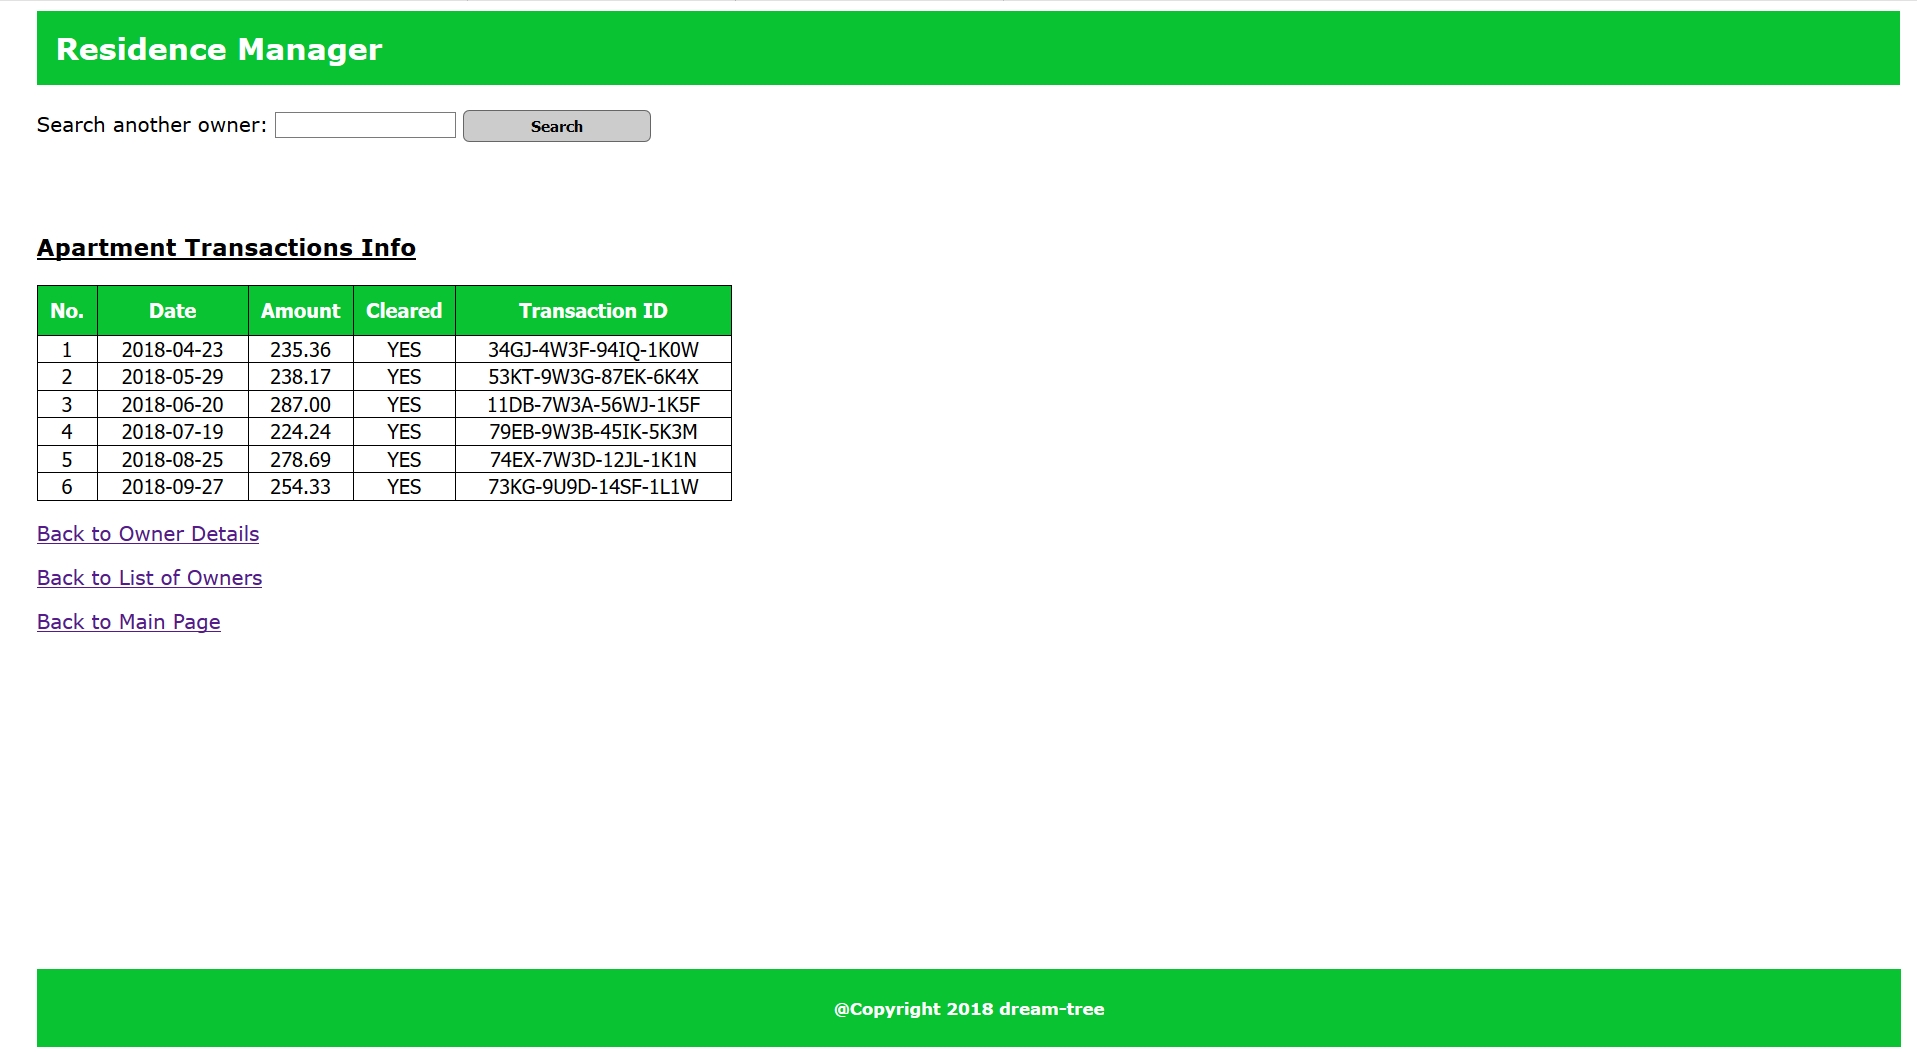 Residence Manager
Search another owner: Search
Apartment Transactions Info
No. Date Amount Cleared Transaction ID
1 2018-04-23 235.36 YES 34GJ-4W3F-94IQ-1K0W
2 2018-05-29 238.17 YES 53KT-9W3G-87EK-6K4X
3 2018-06-20 287.00 YES 11DB-7W3A-56WJ-1K5F
4 2018-07-19 224.24 YES 79EB-9W3B-45IK-5K3M
5 2018-08-25 278.69 YES 74EX-7W3D-12JL-1K1N
6 2018-09-27 254.33 YES 73KG-9U9D-14SF-1L1W
Back to Owner Details
Back to List of Owners
Back to Main Page
@Copyright 2018 dream-tree